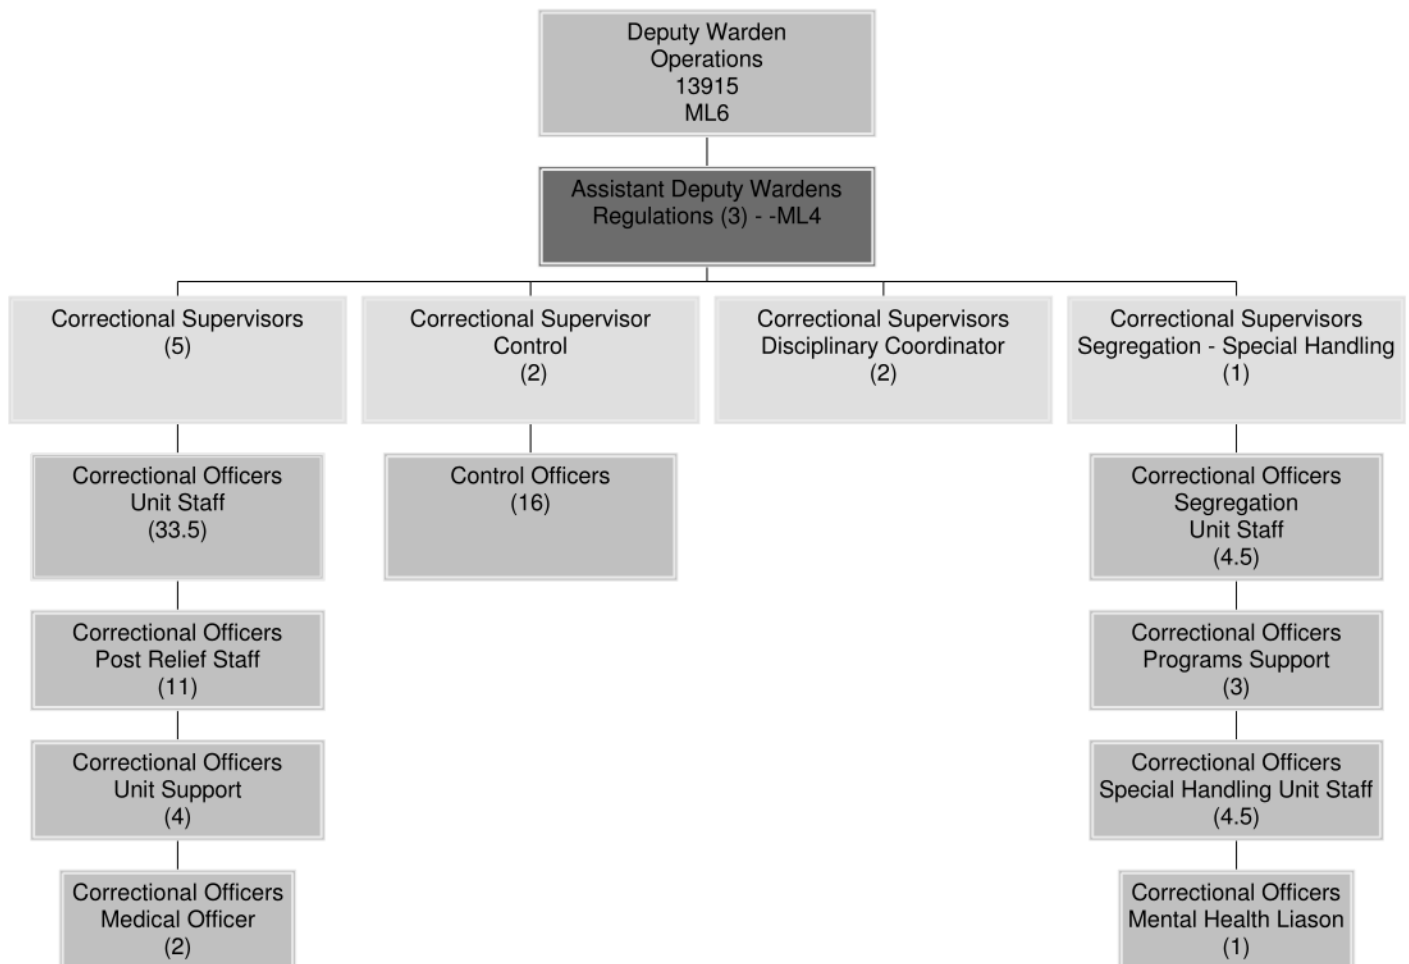 Deputy Warden
Operations
13915
ML6
Assistant Deputy Wardens
Regulations (3) - -ML4
Correctional Supervisors
(5)
Correctional Supervisor
Control
(2)
Correctional Supervisors
Disciplinary Coordinator
(2)
Correctional Supervisors
Segregation - Special Handling
(1)
Correctional Officers
Unit Staff
(33.5)
Control Officers
(16)
Correctional Officers
Segregation
Unit Staff
(4.5)
Correctional Officers
Post Relief Staff
(11)
Correctional Officers
Programs Support
(3)
Correctional Officers
Unit Support
(4)
Correctional Officers
Special Handling Unit Staff
(4.5)
Correctional Officers
Medical Officer
(2)
Correctional Officers
Mental Health Liason
(1)